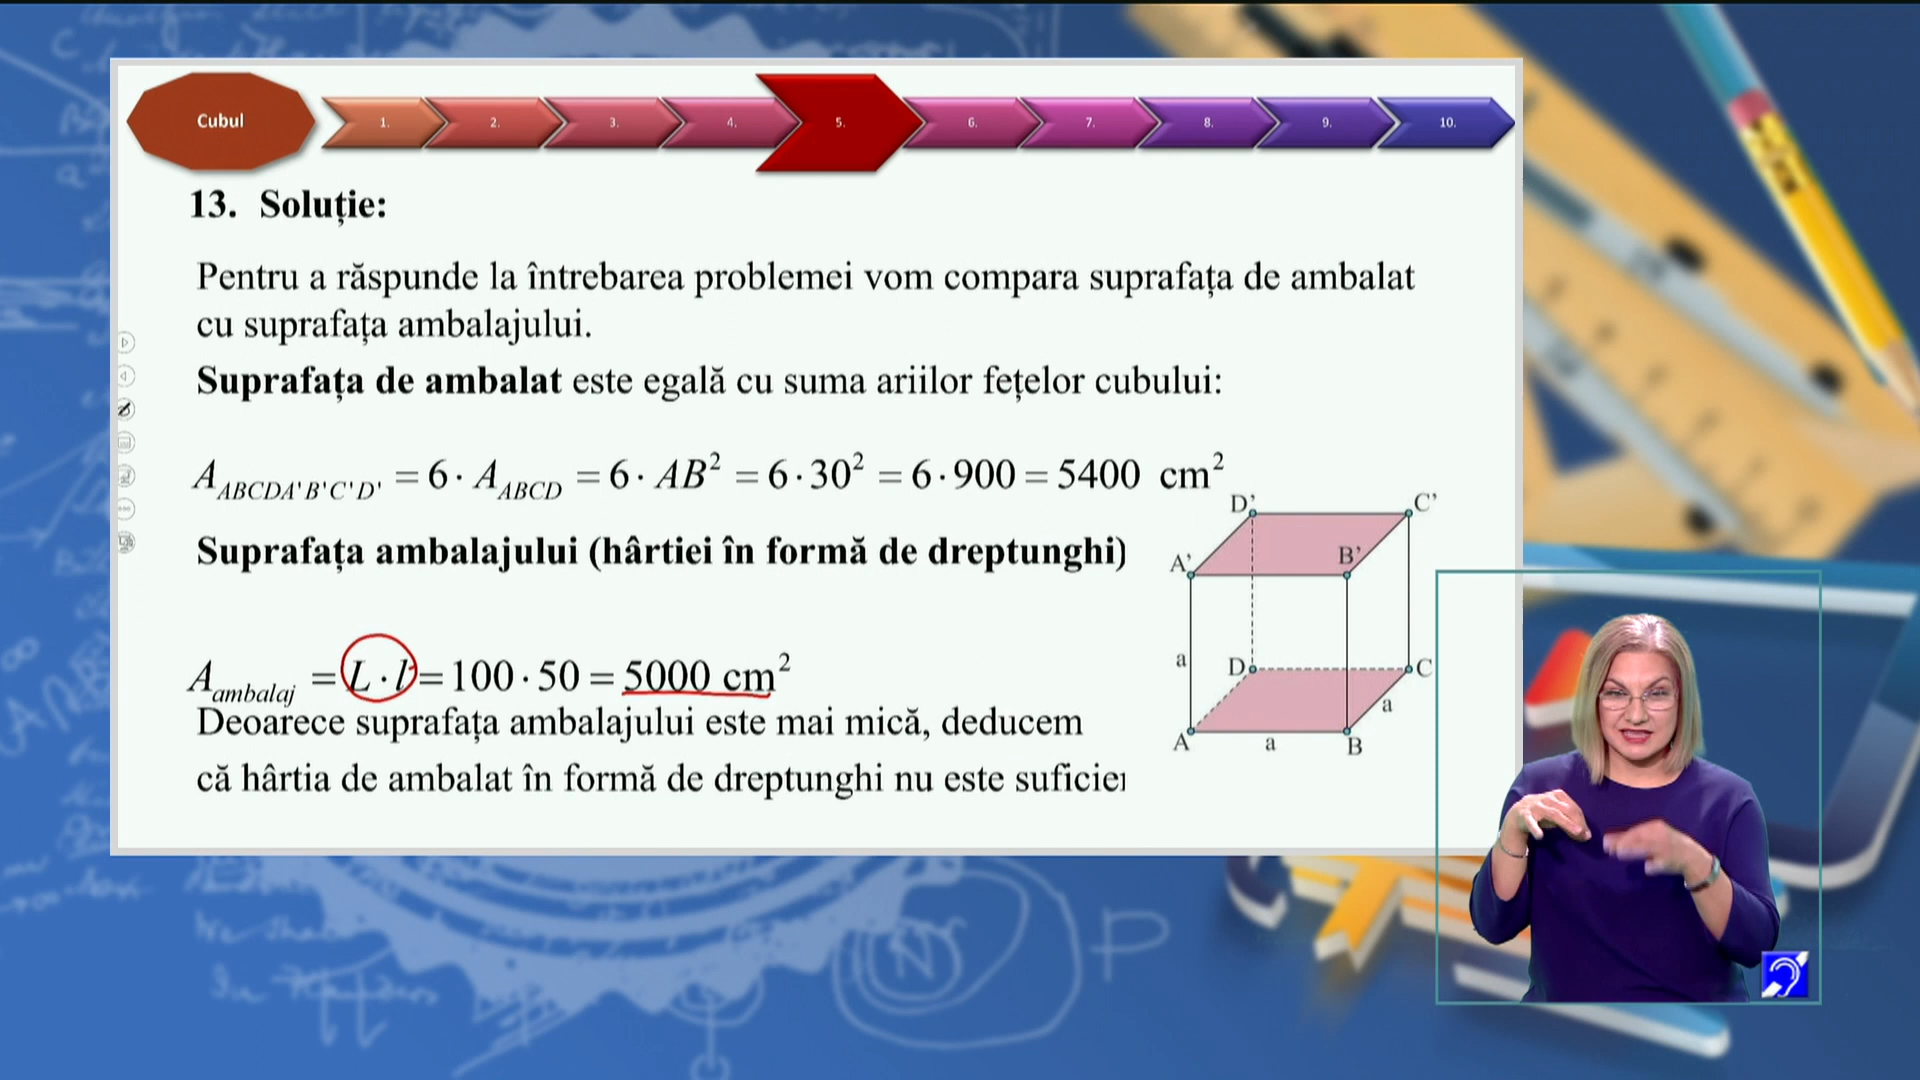 Cubul
1.
2.
3.
4.
5.
6.
7.
8.
9.
10.
13. Soluție:
Pentru a răspunde la întrebarea problemei vom compara suprafața de ambalat
cu suprafața ambalajului.
Suprafața de ambalat este egală cu suma ariilor fețelor cubului:
A_{ABCDA'B'C'D'} = 6 · A_{ABCD} = 6 · AB² = 6 · 30² = 6 · 900 = 5400 cm²
Suprafața ambalajului (hârtiei în formă de dreptunghi)
A_{ambalaj} = L · l = 100 · 50 = 5000 cm²
Deoarece suprafața ambalajului este mai mică, deducem
că hârtia de ambalat în formă de dreptunghi nu este suficie
D' C'
A' B'
a
D C
a
A a B
P